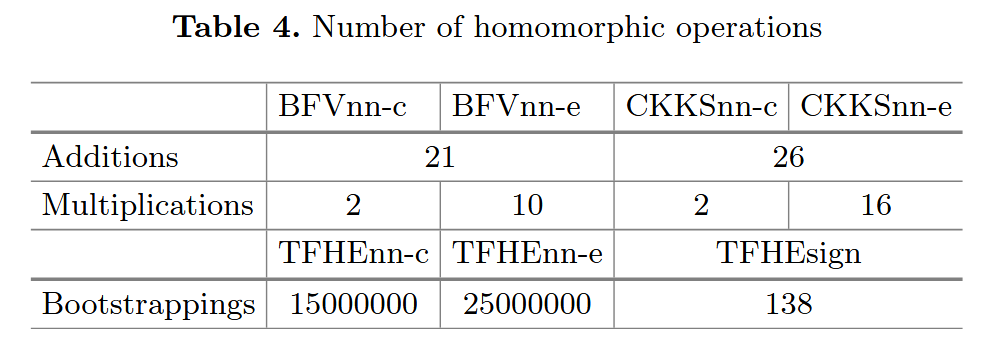 Table 4. Number of homomorphic operations
BFVnn-c BFVnn-e CKKSnn-c CKKSnn-e
Additions 21 26
Multiplications 2 10 2 16
TFHEnn-c TFHEnn-e TFHEsign
Bootstrappings 15000000 25000000 138